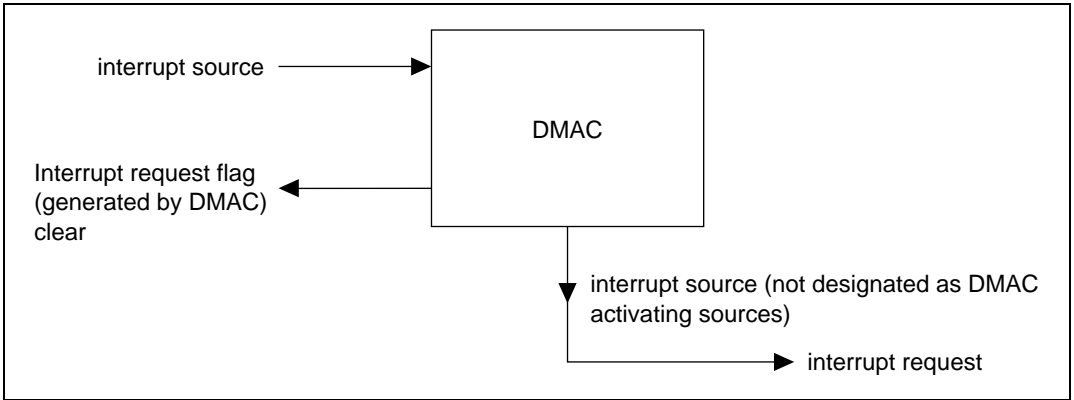 interrupt source
DMAC
Interrupt request flag
(generated by DMAC)
clear
interrupt source (not designated as DMAC
activating sources)
interrupt request